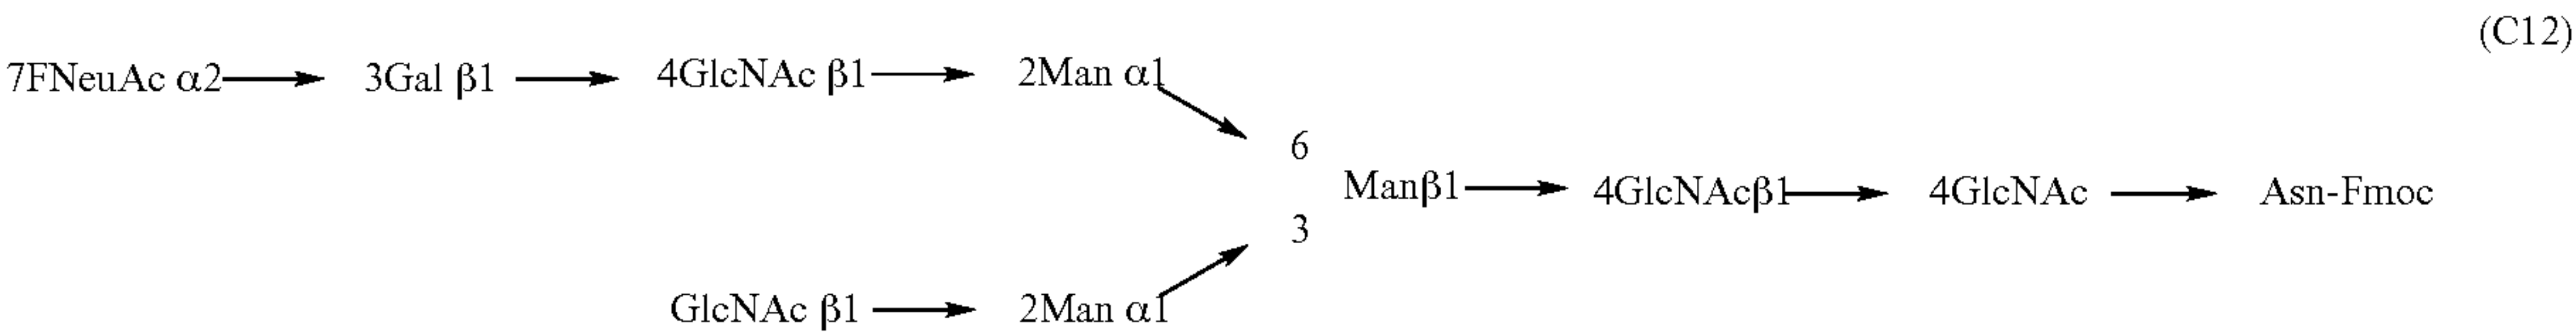 (C12)
7FNeuAc α2 3Gal β1 4GlcNAc β1 2Man α1
6
Manβ1 4GlcNAcβ1 4GlcNAc Asn-Fmoc
3
GlcNAc β1 2Man α1